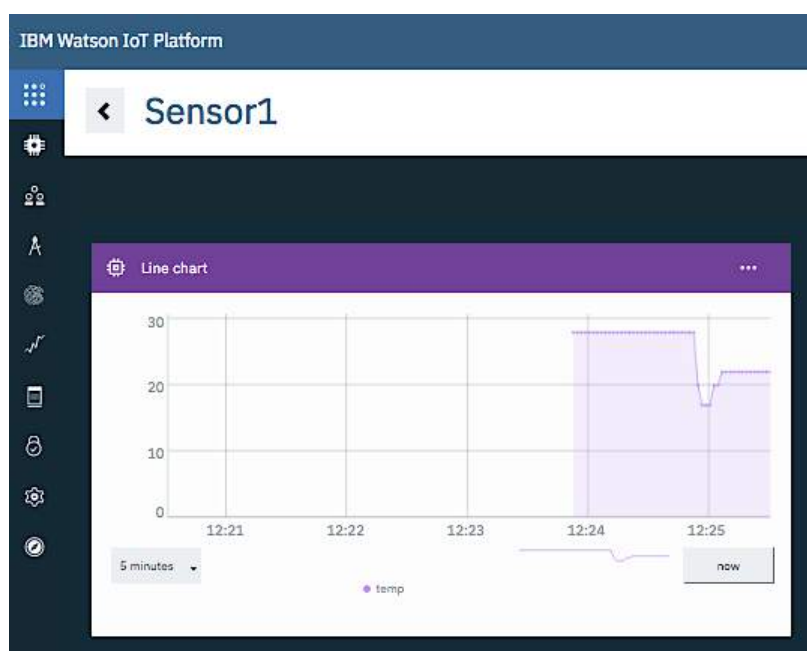 IBM Watson IoT Platform
Sensor1
Line chart
30
20
10
0
12:21 12:22 12:23 12:24 12:25
5 minutes now
temp